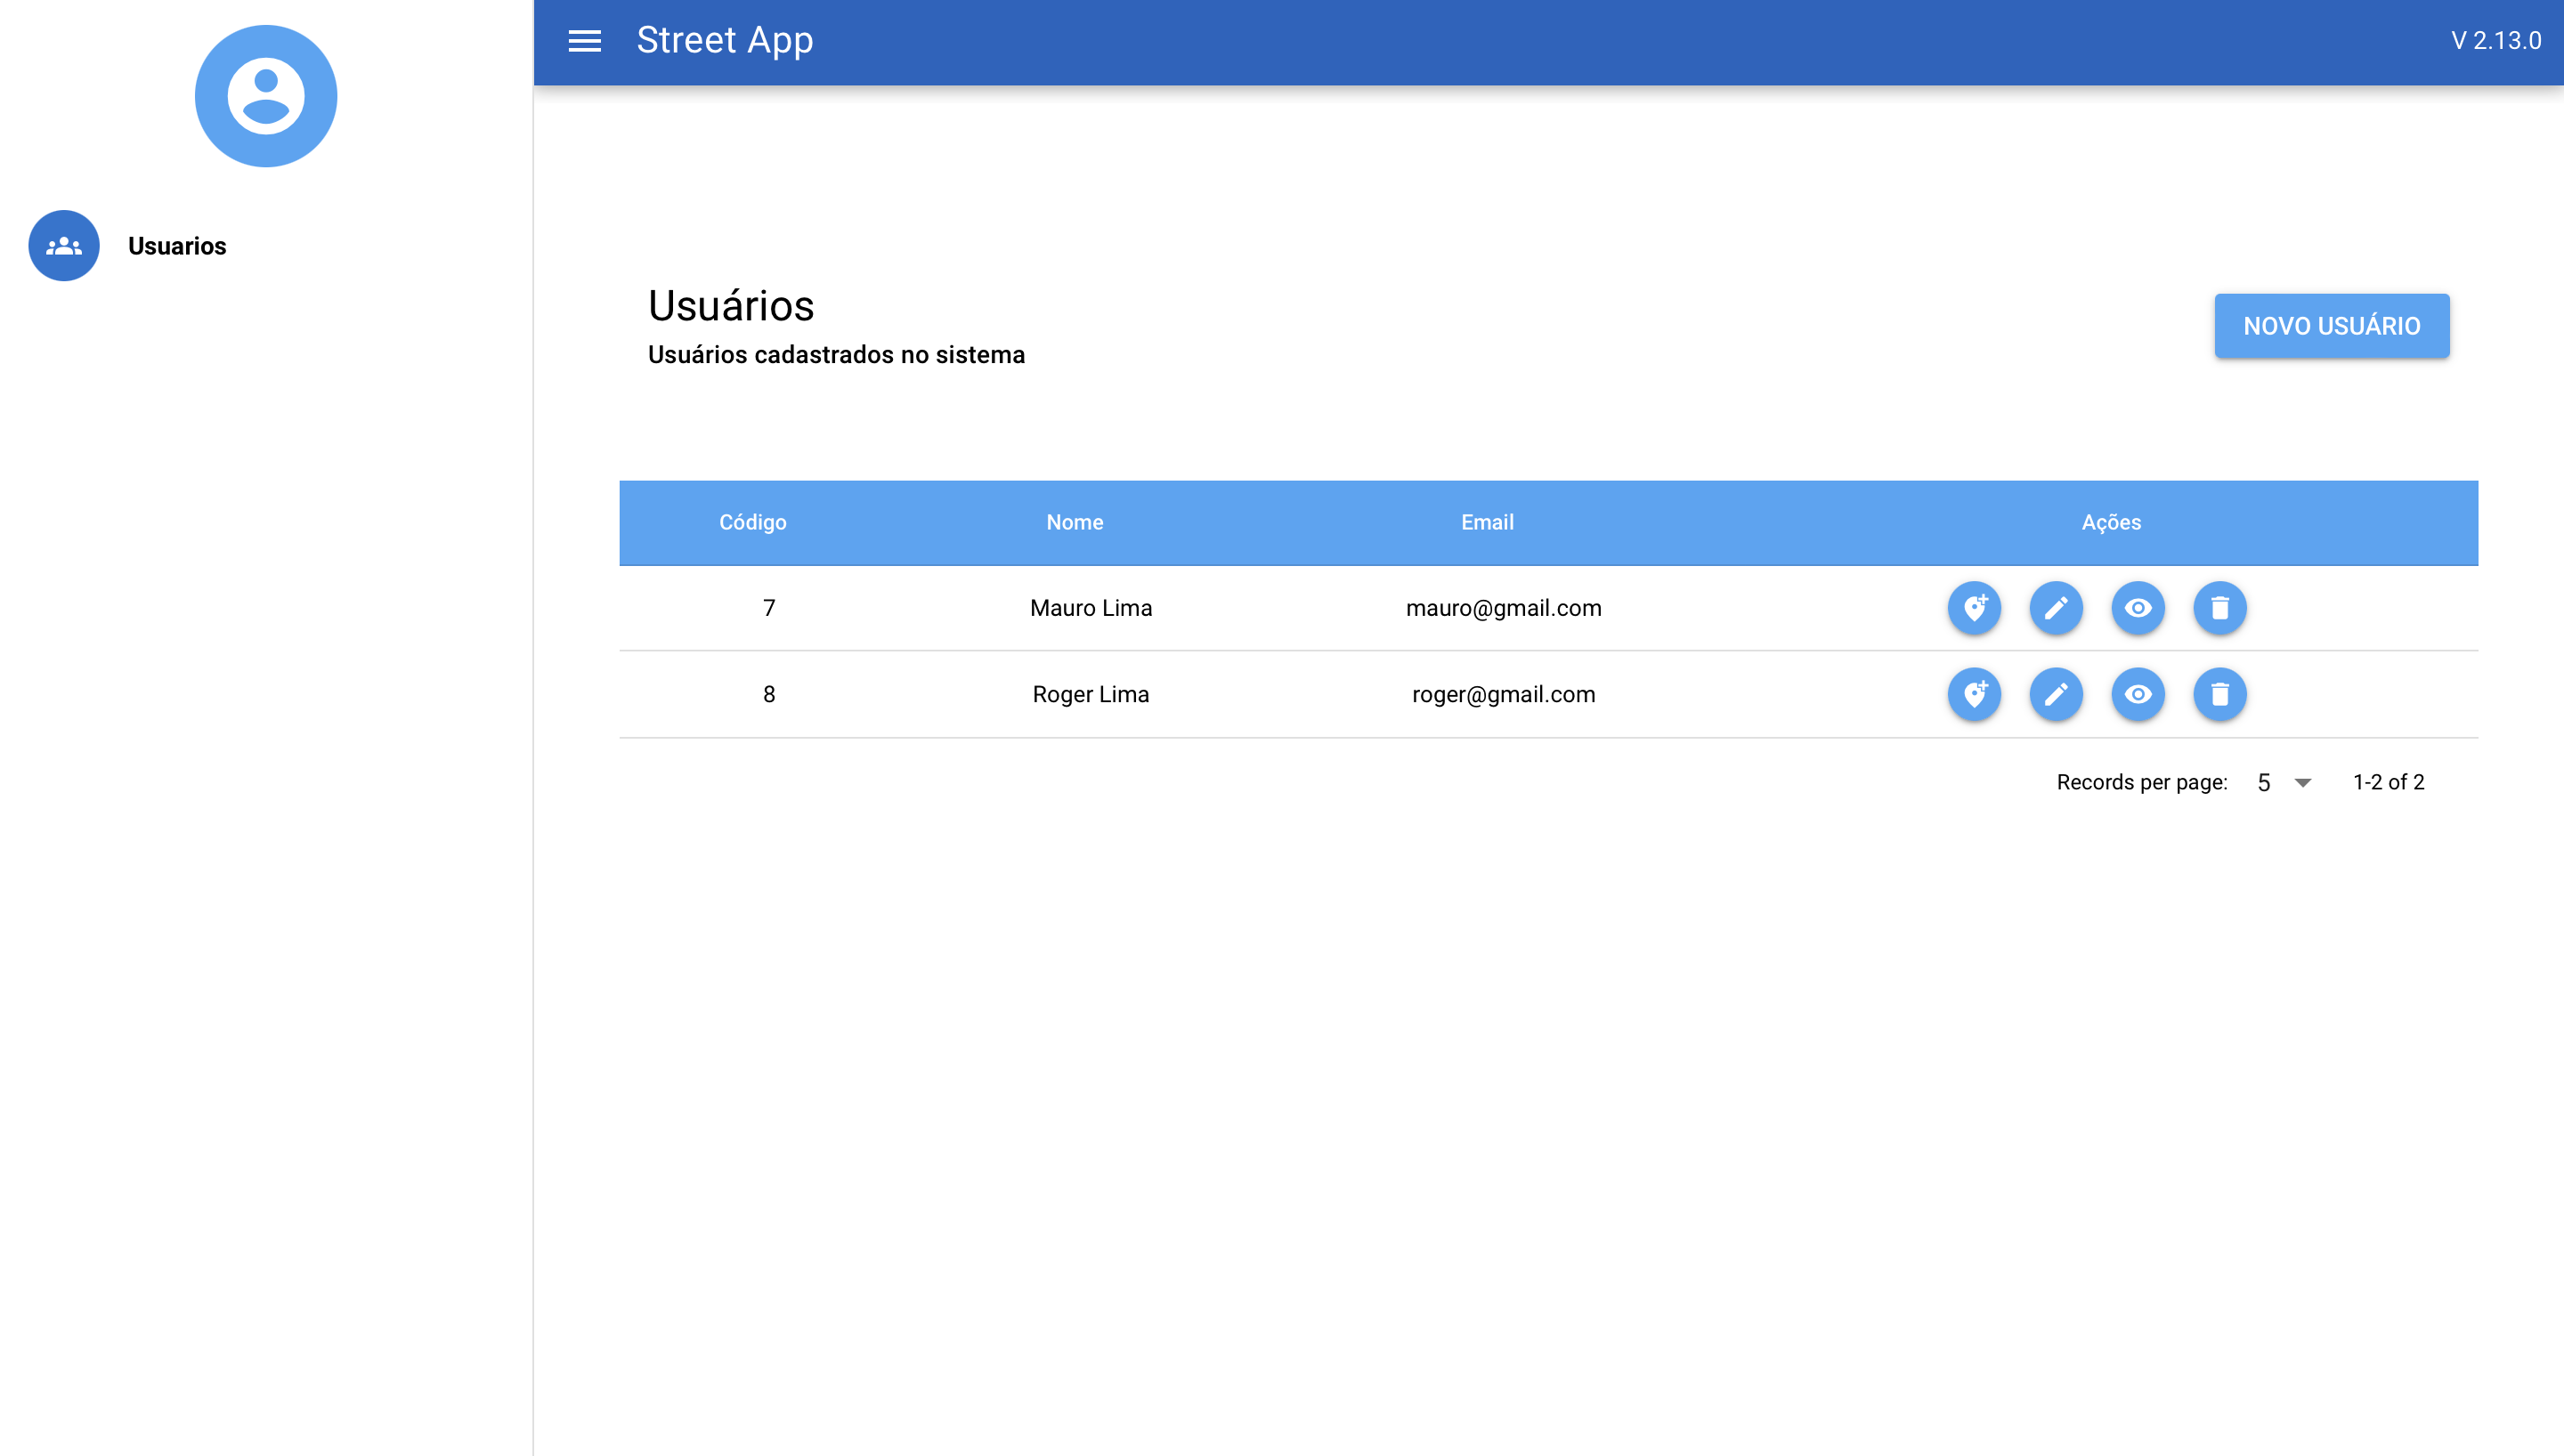 Street App
V 2.13.0
Usuarios
Usuários
Usuários cadastrados no sistema
NOVO USUÁRIO
Código Nome Email Ações
7 Mauro Lima mauro@gmail.com
8 Roger Lima roger@gmail.com
Records per page: 5 1-2 of 2